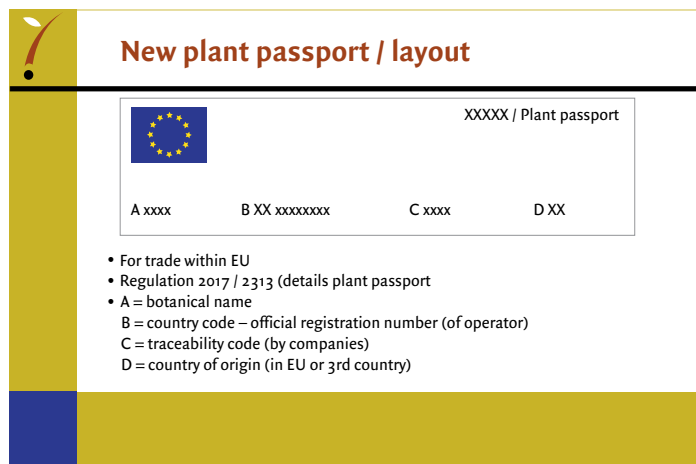 New plant passport / layout
XXXXX / Plant passport
A xxxx B XX xxxxxxxx C xxxx D XX
• For trade within EU
• Regulation 2017 / 2313 (details plant passport
• A = botanical name
B = country code – official registration number (of operator)
C = traceability code (by companies)
D = country of origin (in EU or 3rd country)